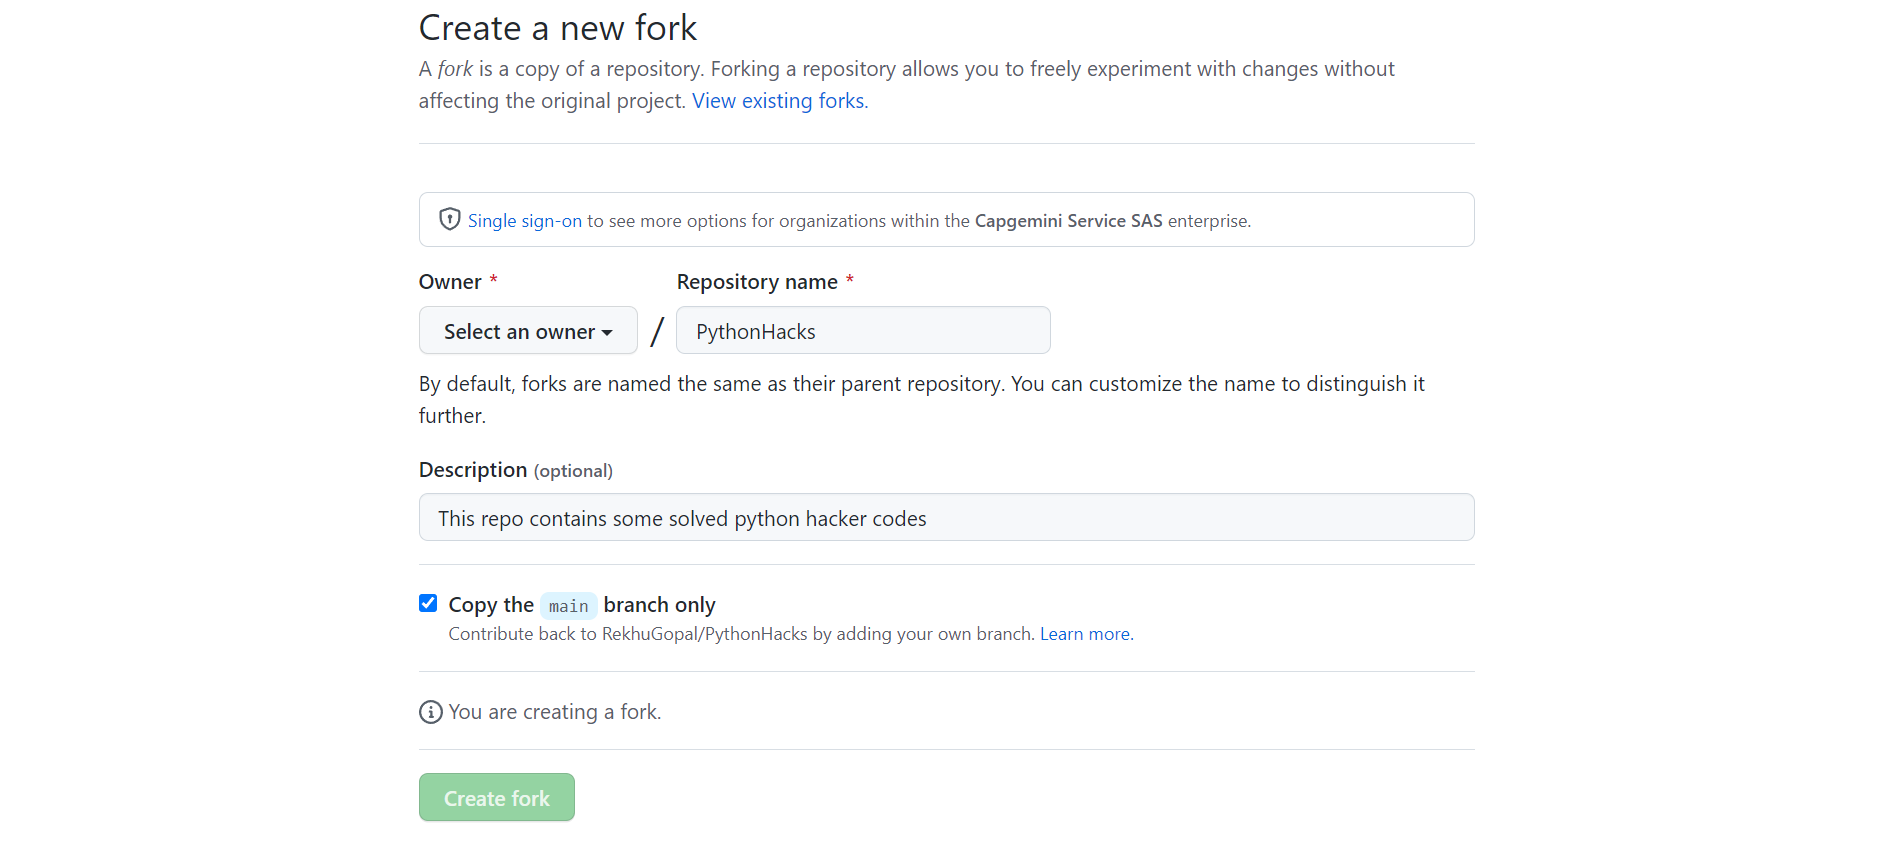 Create a new fork
A fork is a copy of a repository. Forking a repository allows you to freely experiment with changes without
affecting the original project. View existing forks.
Single sign-on to see more options for organizations within the Capgemini Service SAS enterprise.
Owner * Repository name *
Select an owner / PythonHacks
By default, forks are named the same as their parent repository. You can customize the name to distinguish it
further.
Description (optional)
This repo contains some solved python hacker codes
Copy the main branch only
Contribute back to RekhuGopal/PythonHacks by adding your own branch. Learn more.
You are creating a fork.
Create fork